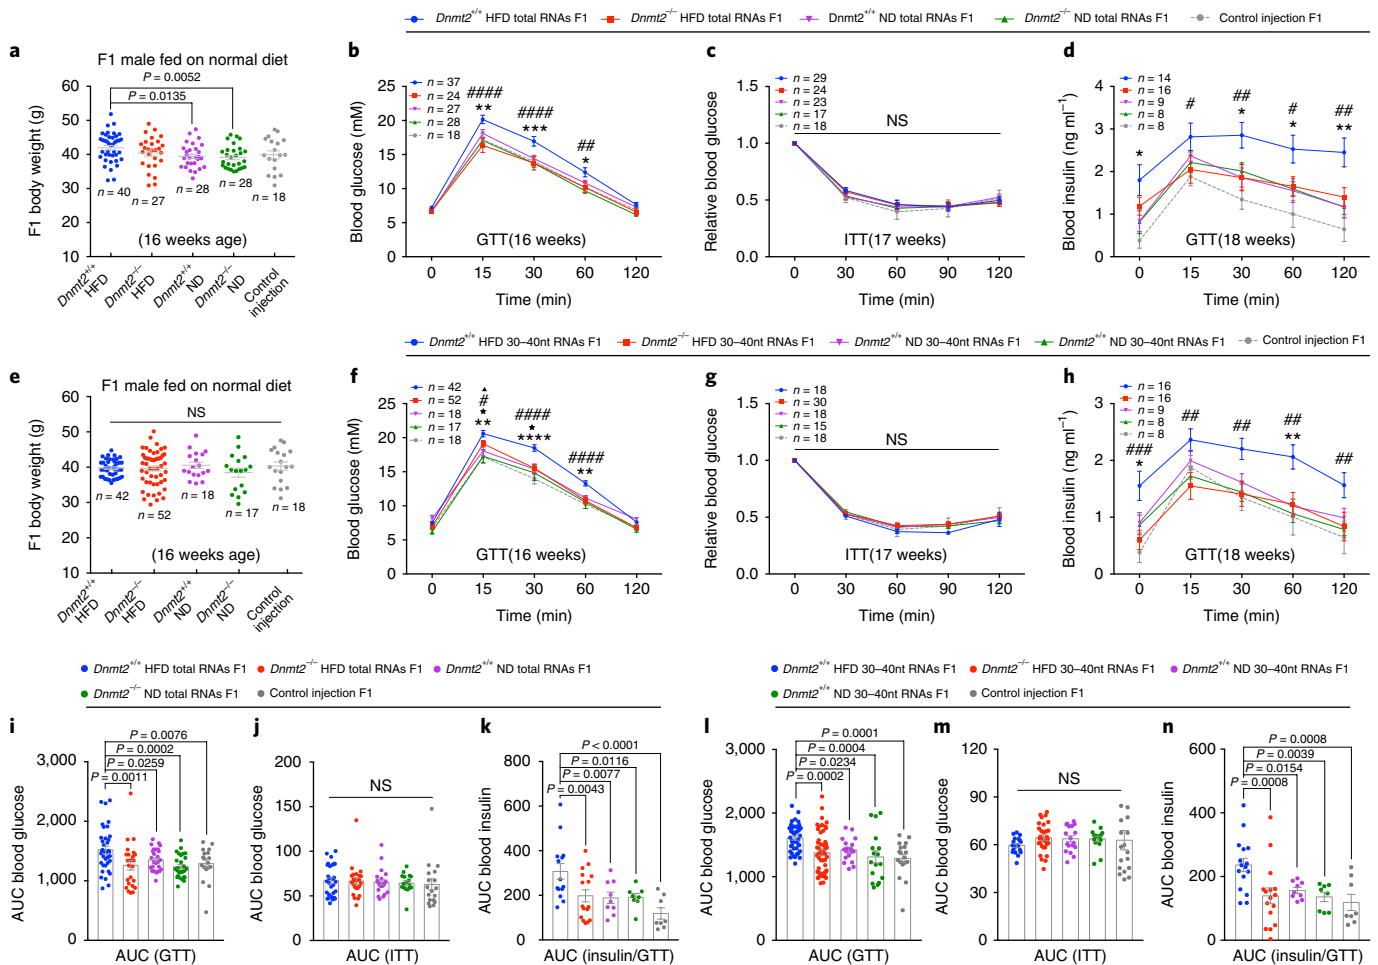 Dnmt2+/+ HFD total RNAs F1 Dnmt2−/− HFD total RNAs F1 Dnmt2+/+ ND total RNAs F1 Dnmt2−/− ND total RNAs F1 Control injection F1
a
F1 male fed on normal diet
P = 0.0052
P = 0.0135
F1 body weight (g)
60
50
40
30
20
10
n = 40
n = 27
n = 28
n = 28
n = 18
(16 weeks age)
Dnmt2+/+ HFD
Dnmt2−/− HFD
Dnmt2+/+ ND
Dnmt2−/− ND
Control injection
b
Blood glucose (mM)
25
20
15
10
5
0
n = 37
n = 24
n = 27
n = 28
n = 18
####
**
####
***
##
*
GTT(16 weeks)
0 15 30 60 120
Time (min)
c
Relative blood glucose
1.5
1.0
0.5
0
n = 29
n = 24
n = 23
n = 17
n = 18
NS
ITT(17 weeks)
0 30 60 90 120
Time (min)
d
Blood insulin (ng ml−1)
4
3
2
1
0
n = 14
n = 16
n = 9
n = 8
n = 8
*
#
##
#
*
##
**
GTT(18 weeks)
0 15 30 60 120
Time (min)
Dnmt2+/+ HFD 30–40nt RNAs F1 Dnmt2−/− HFD 30–40nt RNAs F1 Dnmt2+/+ ND 30–40nt RNAs F1 Dnmt2+/+ ND 30–40nt RNAs F1 Control injection F1
e
F1 male fed on normal diet
NS
F1 body weight (g)
60
50
40
30
20
10
n = 42
n = 52
n = 18
n = 17
n = 18
(16 weeks age)
Dnmt2+/+ HFD
Dnmt2−/− HFD
Dnmt2+/+ ND
Dnmt2−/− ND
Control injection
f
Blood glucose (mM)
25
20
15
10
5
0
n = 42
n = 52
n = 18
n = 17
n = 18
#
**
####
****
####
**
GTT(16 weeks)
0 15 30 60 120
Time (min)
g
Relative blood glucose
1.5
1.0
0.5
0.0
n = 18
n = 30
n = 18
n = 15
n = 18
NS
ITT(17 weeks)
0 30 60 90 120
Time (min)
h
Blood insulin (ng ml−1)
3
2
1
0
n = 16
n = 16
n = 9
n = 8
n = 8
###
*
##
##
##
**
##
GTT(18 weeks)
0 15 30 60 120
Time (min)
Dnmt2+/+ HFD total RNAs F1 Dnmt2−/− HFD total RNAs F1 Dnmt2+/+ ND total RNAs F1
Dnmt2−/− ND total RNAs F1 Control injection F1
Dnmt2+/+ HFD 30–40nt RNAs F1 Dnmt2−/− HFD 30–40nt RNAs F1 Dnmt2+/+ ND 30–40nt RNAs F1
Dnmt2+/+ ND 30–40nt RNAs F1 Control injection F1
i
P = 0.0076
P = 0.0002
P = 0.0259
P = 0.0011
AUC blood glucose
3,000
2,000
1,000
0
AUC (GTT)
j
NS
AUC blood glucose
200
150
100
50
0
AUC (ITT)
k
P < 0.0001
P = 0.0116
P = 0.0077
P = 0.0043
AUC blood insulin
800
600
400
200
0
AUC (insulin/GTT)
l
P = 0.0001
P = 0.0004
P = 0.0234
P = 0.0002
AUC blood glucose
3,000
2,000
1,000
0
AUC (GTT)
m
NS
AUC blood glucose
120
90
60
30
0
AUC (ITT)
n
P = 0.0008
P = 0.0039
P = 0.0154
P = 0.0008
AUC blood insulin
600
400
200
0
AUC (insulin/GTT)